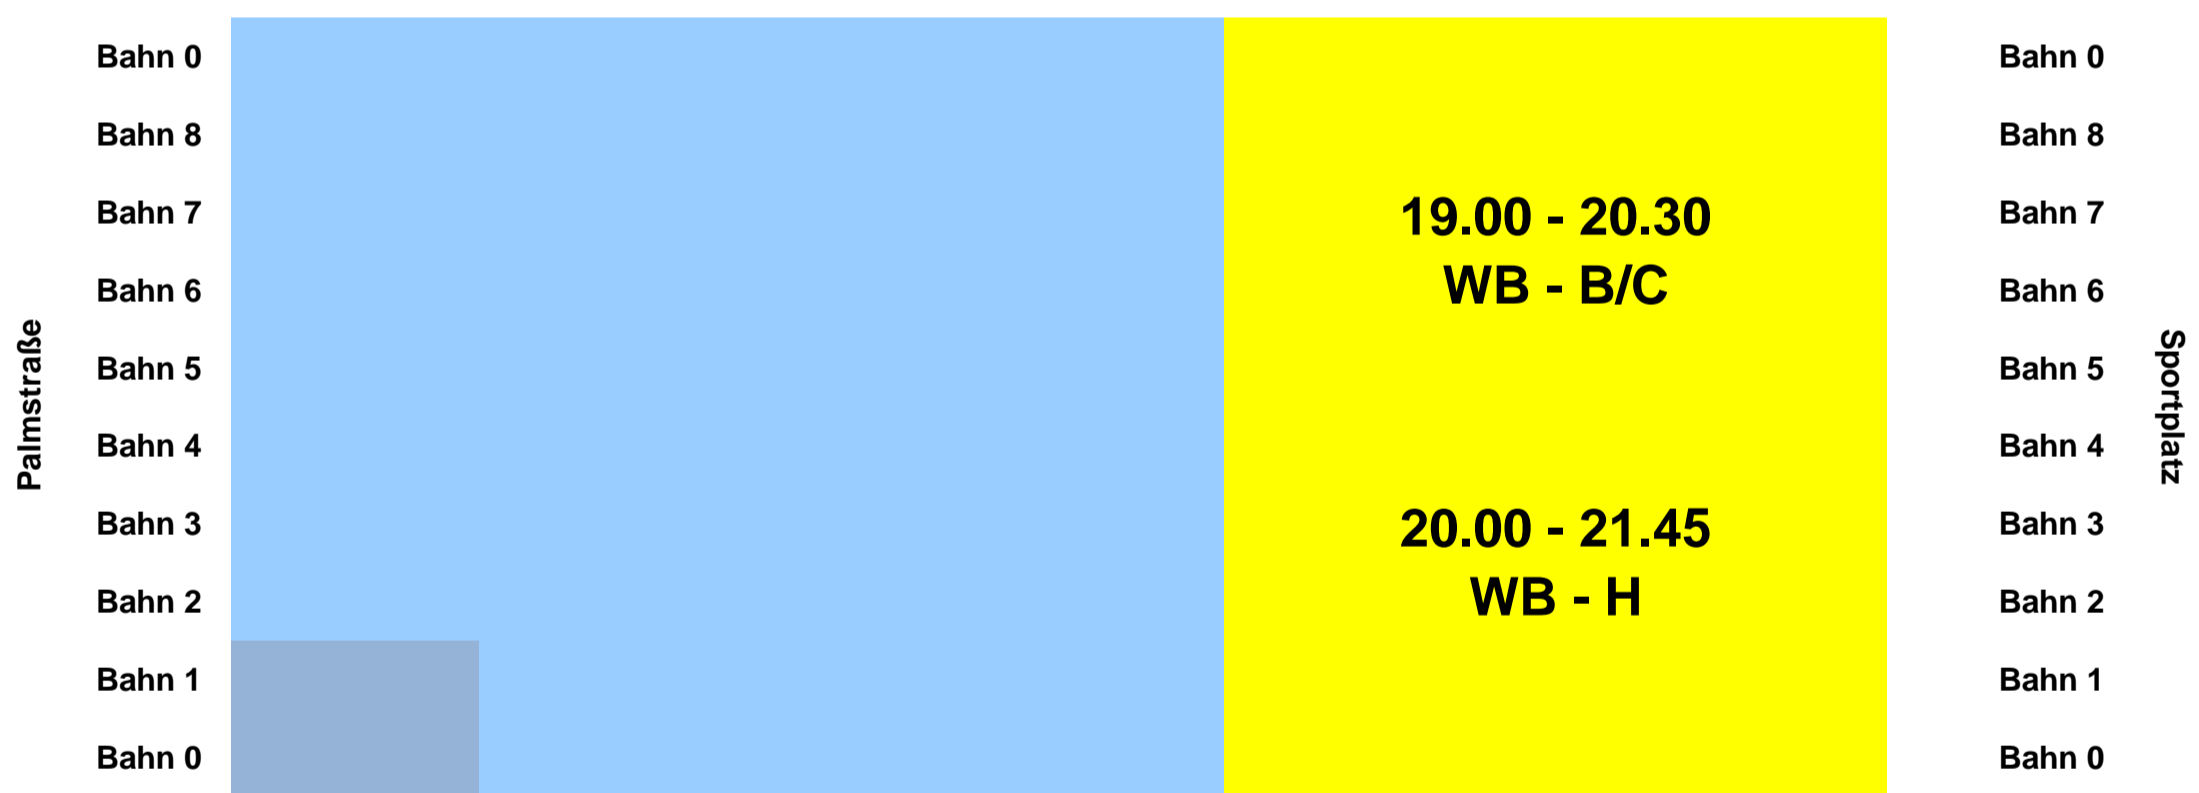 Bahn 0
Bahn 0
Bahn 8
Bahn 8
Bahn 7
19.00 - 20.30
Bahn 7
Bahn 6
WB - B/C
Bahn 6
Palmstraße
Bahn 5
Bahn 5
Sportplatz
Bahn 4
Bahn 4
Bahn 3
20.00 - 21.45
Bahn 3
Bahn 2
WB - H
Bahn 2
Bahn 1
Bahn 1
Bahn 0
Bahn 0